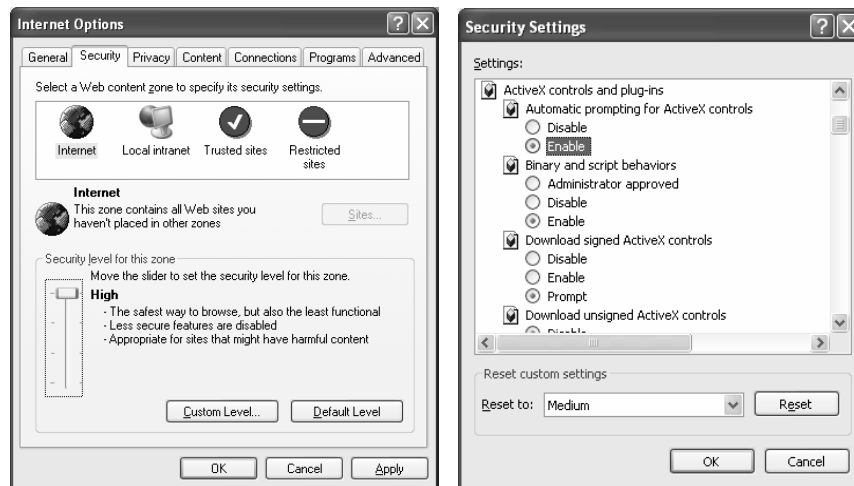 Internet Options
General Security Privacy Content Connections Programs Advanced
Select a Web content zone to specify its security settings.
Internet Local intranet Trusted sites Restricted
sites
Internet
This zone contains all Web sites you
haven't placed in other zones
Sites...
Security level for this zone
Move the slider to set the security level for this zone.
High
- The safest way to browse, but also the least functional
- Less secure features are disabled
- Appropriate for sites that might have harmful content
Custom Level... Default Level
OK Cancel Apply
Security Settings
Settings:
ActiveX controls and plug-ins
Automatic prompting for ActiveX controls
Disable
Enable
Binary and script behaviors
Administrator approved
Disable
Enable
Download signed ActiveX controls
Disable
Enable
Prompt
Download unsigned ActiveX controls
Reset custom settings
Reset to: Medium Reset
OK Cancel